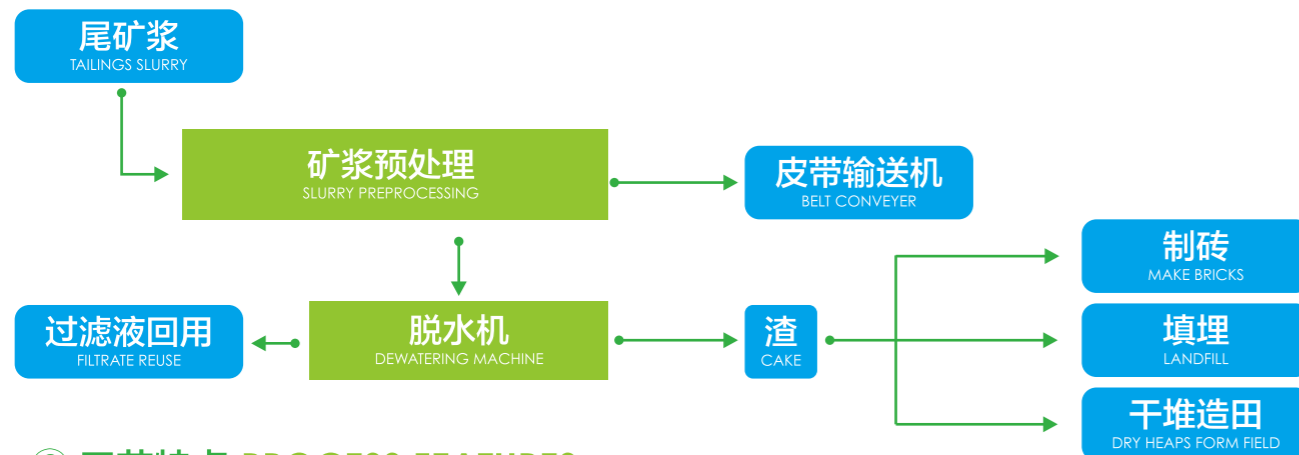 尾矿浆
TAILINGS SLURRY
矿浆预处理
SLURRY PREPROCESSING
皮带输送机
BELT CONVEYER
制砖
MAKE BRICKS
过滤液回用
FILTRATE REUSE
脱水机
DEWATERING MACHINE
渣
CAKE
填埋
LANDFILL
干堆造田
DRY HEAPS FORM FIELD